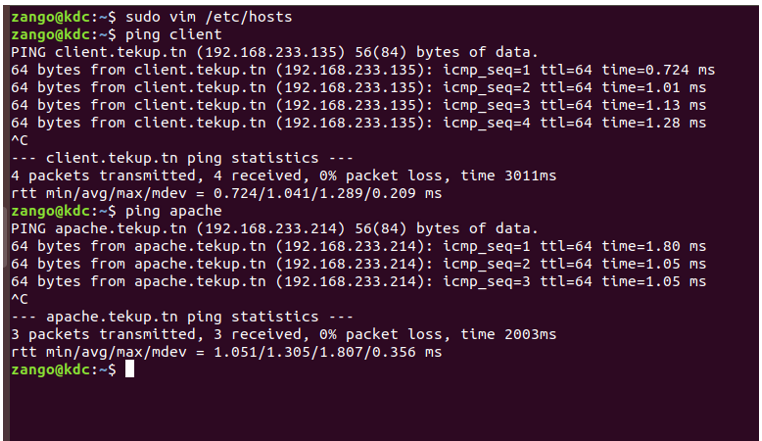 zango@kdc:~$ sudo vim /etc/hosts
zango@kdc:~$ ping client
PING client.tekup.tn (192.168.233.135) 56(84) bytes of data.
64 bytes from client.tekup.tn (192.168.233.135): icmp_seq=1 ttl=64 time=0.724 ms
64 bytes from client.tekup.tn (192.168.233.135): icmp_seq=2 ttl=64 time=1.01 ms
64 bytes from client.tekup.tn (192.168.233.135): icmp_seq=3 ttl=64 time=1.13 ms
64 bytes from client.tekup.tn (192.168.233.135): icmp_seq=4 ttl=64 time=1.28 ms
^C
--- client.tekup.tn ping statistics ---
4 packets transmitted, 4 received, 0% packet loss, time 3011ms
rtt min/avg/max/mdev = 0.724/1.041/1.289/0.209 ms
zango@kdc:~$ ping apache
PING apache.tekup.tn (192.168.233.214) 56(84) bytes of data.
64 bytes from apache.tekup.tn (192.168.233.214): icmp_seq=1 ttl=64 time=1.80 ms
64 bytes from apache.tekup.tn (192.168.233.214): icmp_seq=2 ttl=64 time=1.05 ms
64 bytes from apache.tekup.tn (192.168.233.214): icmp_seq=3 ttl=64 time=1.05 ms
^C
--- apache.tekup.tn ping statistics ---
3 packets transmitted, 3 received, 0% packet loss, time 2003ms
rtt min/avg/max/mdev = 1.051/1.305/1.807/0.356 ms
zango@kdc:~$